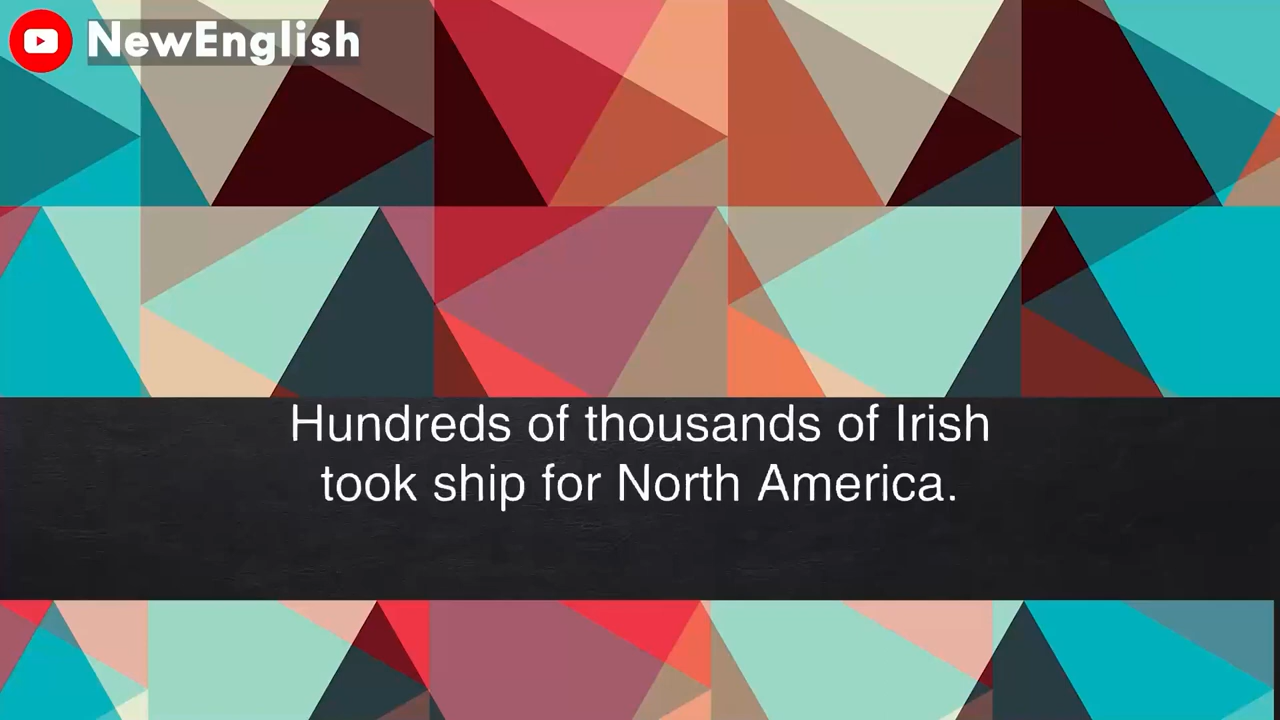 NewEnglish
Hundreds of thousands of Irish
took ship for North America.